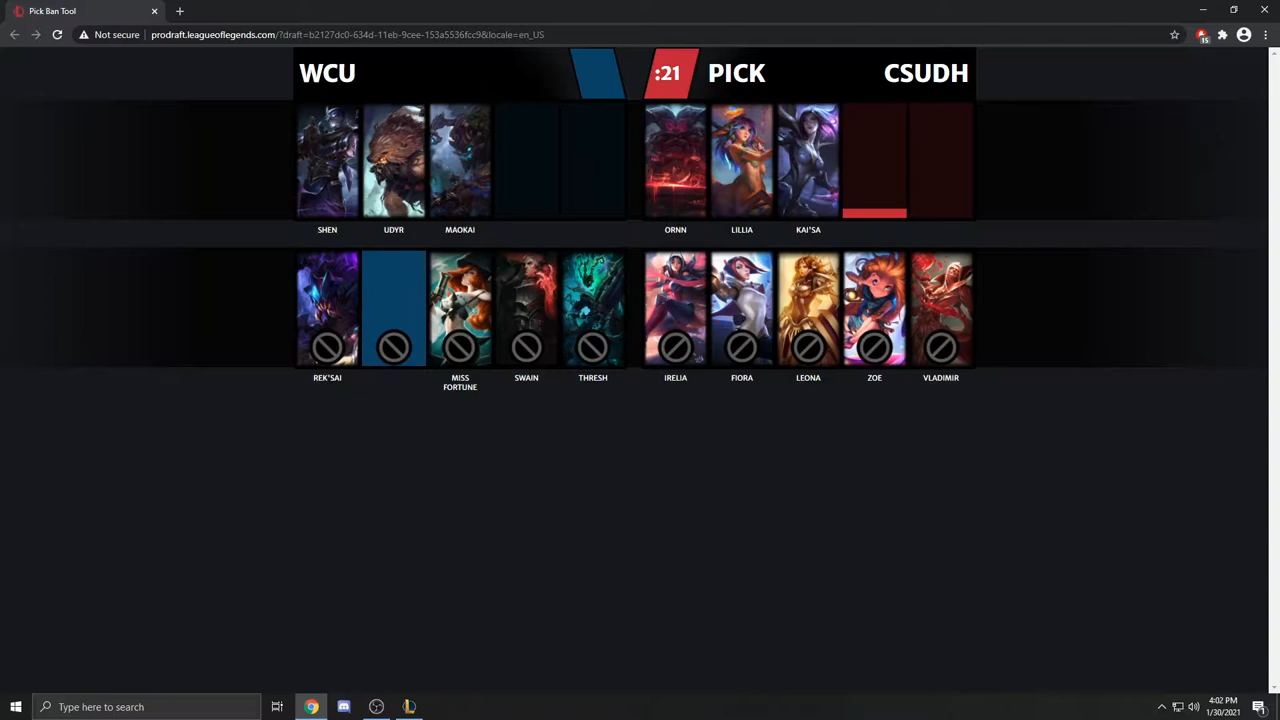 Pick Ban Tool
Not secure
prodraft.leagueoflegends.com/?draft=b2127dc0-634d-11eb-9cee-153a5536fcc9&locale=en_US
15
WCU
:21
PICK
CSUDH
SHEN
UDYR
MAOKAI
ORNN
LILLIA
KAI'SA
REK'SAI
MISS
FORTUNE
SWAIN
THRESH
IRELIA
FIORA
LEONA
ZOE
VLADIMIR
Type here to search
4:02 PM
1/30/2021
1